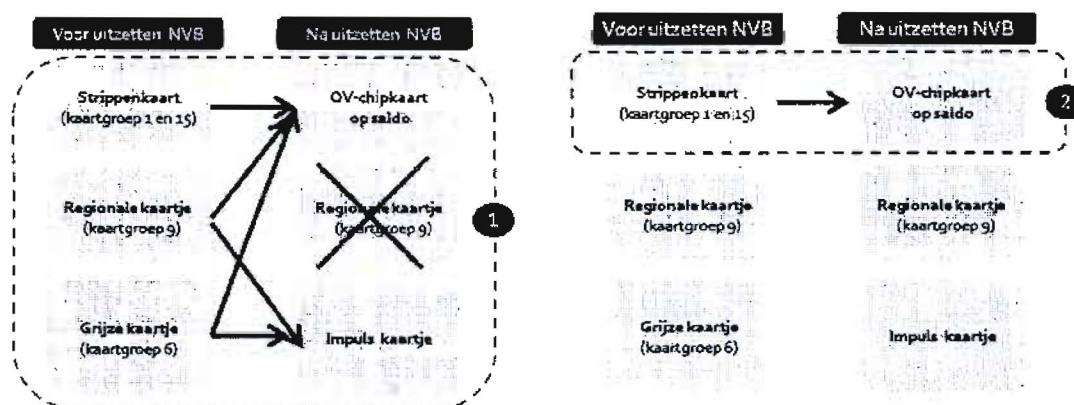 Voor uitzetten NVB
Na uitzetten NVB
Strippenkaart
(kaartgroep 1 en 15)
OV-chipkaart
op saldo
Regionale kaartje
(kaartgroep 9)
Regionale kaartje
(kaartgroep 9)
1
Grijze kaartje
(kaartgroep 6)
Impuls kaartje
Voor uitzetten NVB
Na uitzetten NVB
Strippenkaart
(kaartgroep 1 en 15)
OV-chipkaart
op saldo
2
Regionale kaartje
(kaartgroep 9)
Regionale kaartje
(kaartgroep 9)
Grijze kaartje
(kaartgroep 6)
Impuls kaartje